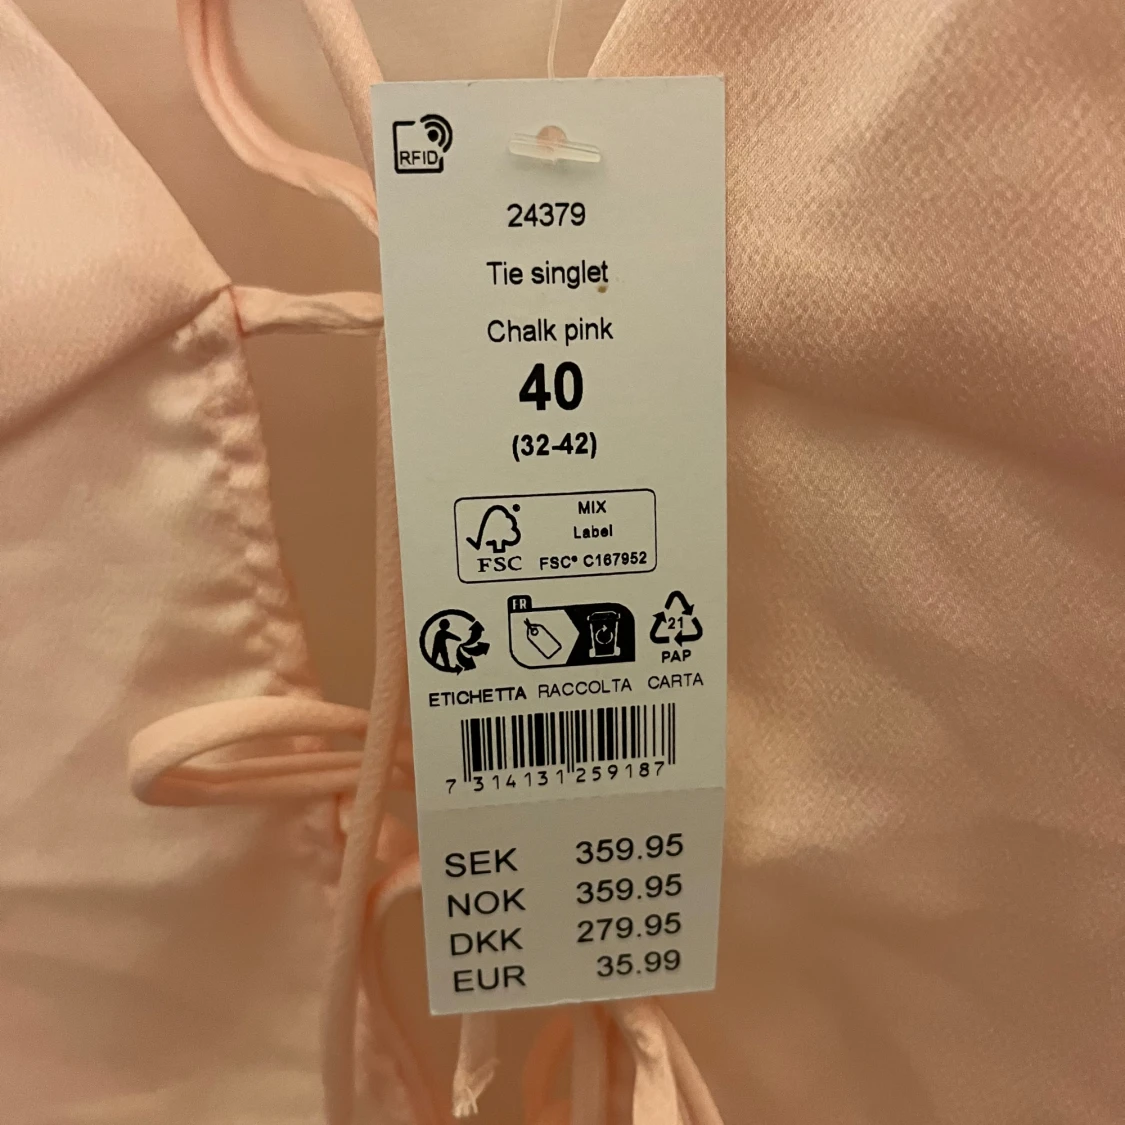 RFID
24379
Tie singlet
Chalk pink
40
(32-42)
MIX
Label
FSC
FSC® C167952
FR
21
PAP
ETICHETTA RACCOLTA CARTA
7 314131 259187
SEK 359.95
NOK 359.95
DKK 279.95
EUR 35.99